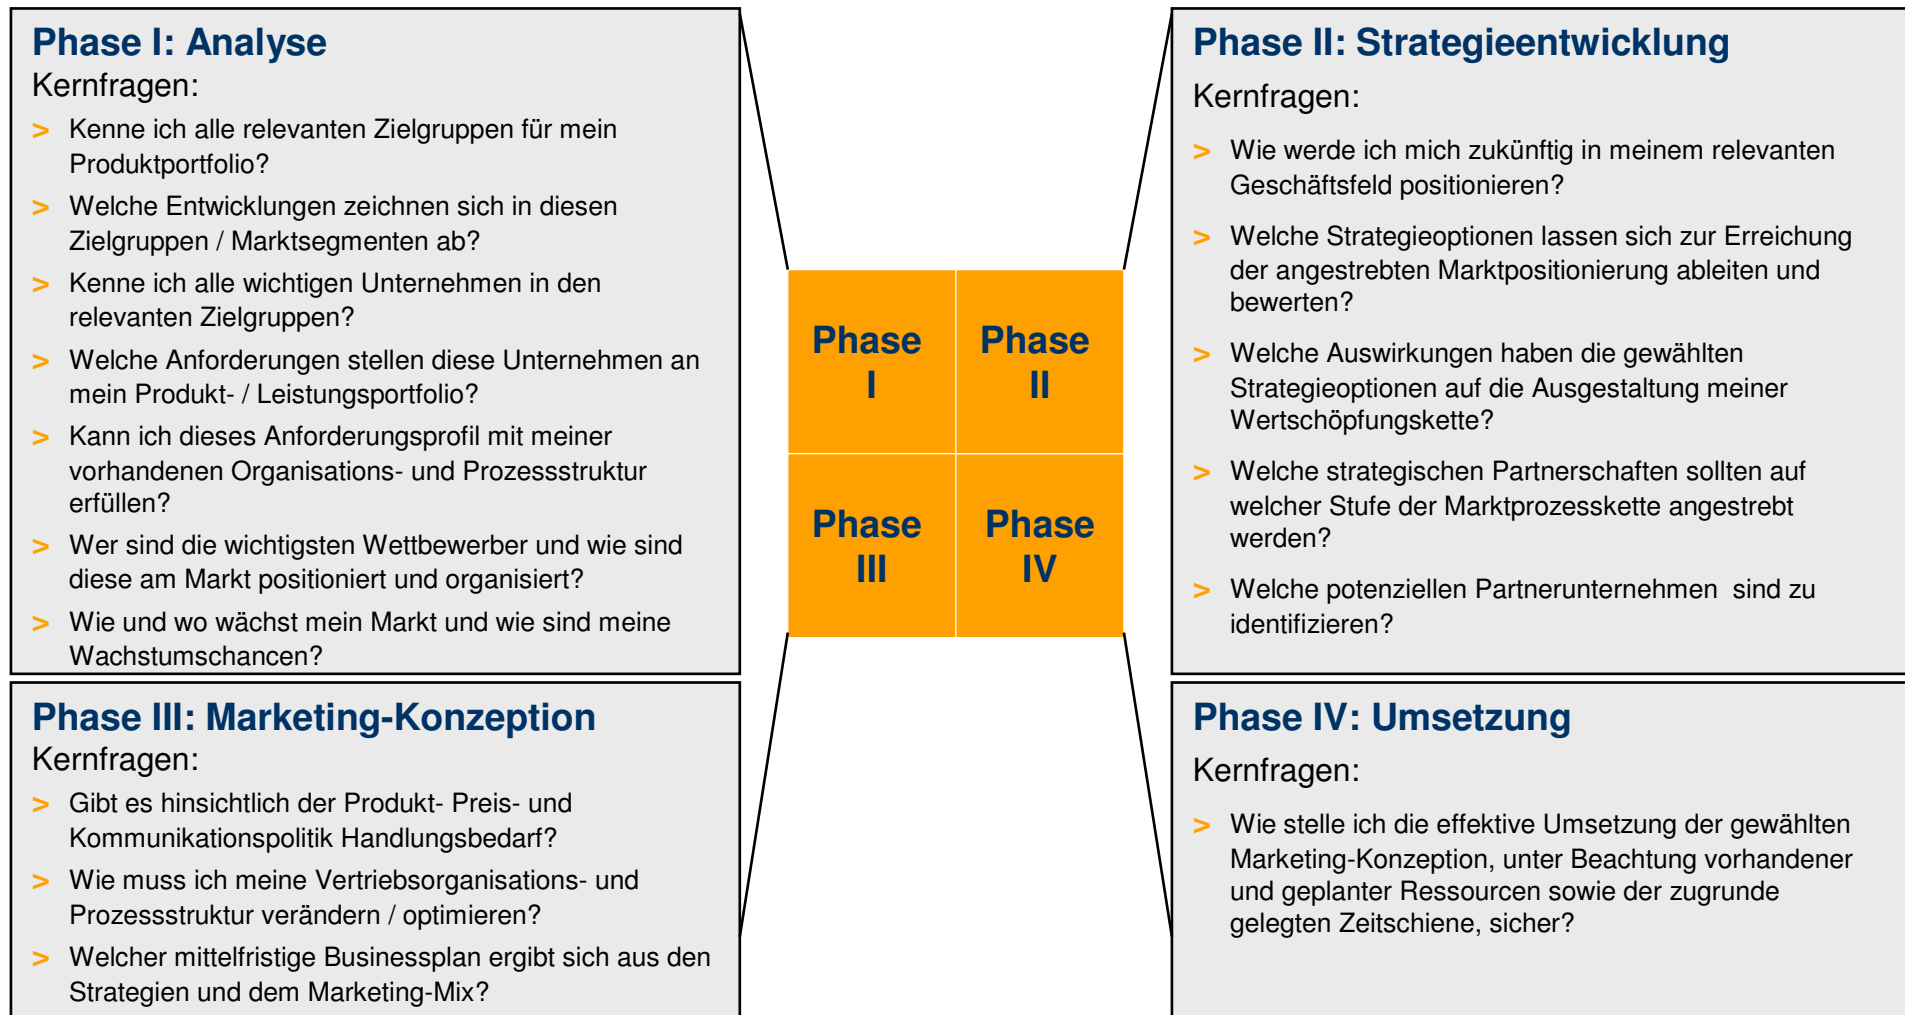 Phase I: Analyse
Kernfragen:
> Kenne ich alle relevanten Zielgruppen für mein
Produktportfolio?
> Welche Entwicklungen zeichnen sich in diesen
Zielgruppen / Marktsegmenten ab?
> Kenne ich alle wichtigen Unternehmen in den
relevanten Zielgruppen?
> Welche Anforderungen stellen diese Unternehmen an
mein Produkt- / Leistungsportfolio?
> Kann ich dieses Anforderungsprofil mit meiner
vorhandenen Organisations- und Prozessstruktur
erfüllen?
> Wer sind die wichtigsten Wettbewerber und wie sind
diese am Markt positioniert und organisiert?
> Wie und wo wächst mein Markt und wie sind meine
Wachstumschancen?
Phase II: Strategieentwicklung
Kernfragen:
> Wie werde ich mich zukünftig in meinem relevanten
Geschäftsfeld positionieren?
> Welche Strategieoptionen lassen sich zur Erreichung
der angestrebten Marktpositionierung ableiten und
bewerten?
> Welche Auswirkungen haben die gewählten
Strategieoptionen auf die Ausgestaltung meiner
Wertschöpfungskette?
> Welche strategischen Partnerschaften sollten auf
welcher Stufe der Marktprozesskette angestrebt
werden?
> Welche potenziellen Partnerunternehmen  sind zu
identifizieren?
Phase
I
Phase
II
Phase
III
Phase
IV
Phase III: Marketing-Konzeption
Kernfragen:
> Gibt es hinsichtlich der Produkt- Preis- und
Kommunikationspolitik Handlungsbedarf?
> Wie muss ich meine Vertriebsorganisations- und
Prozessstruktur verändern / optimieren?
> Welcher mittelfristige Businessplan ergibt sich aus den
Strategien und dem Marketing-Mix?
Phase IV: Umsetzung
Kernfragen:
> Wie stelle ich die effektive Umsetzung der gewählten
Marketing-Konzeption, unter Beachtung vorhandener
und geplanter Ressourcen sowie der zugrunde
gelegten Zeitschiene, sicher?